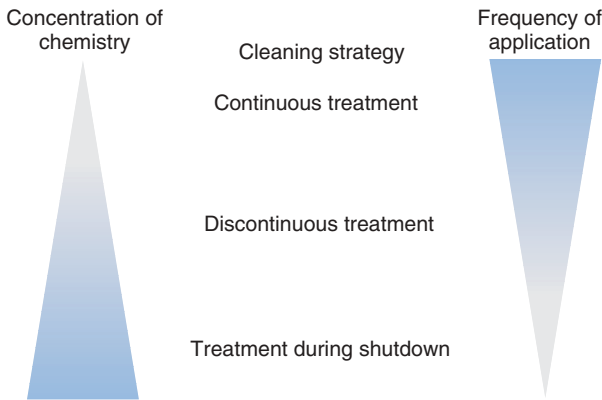 Concentration of
chemistry
Cleaning strategy
Frequency of
application
Continuous treatment
Discontinuous treatment
Treatment during shutdown